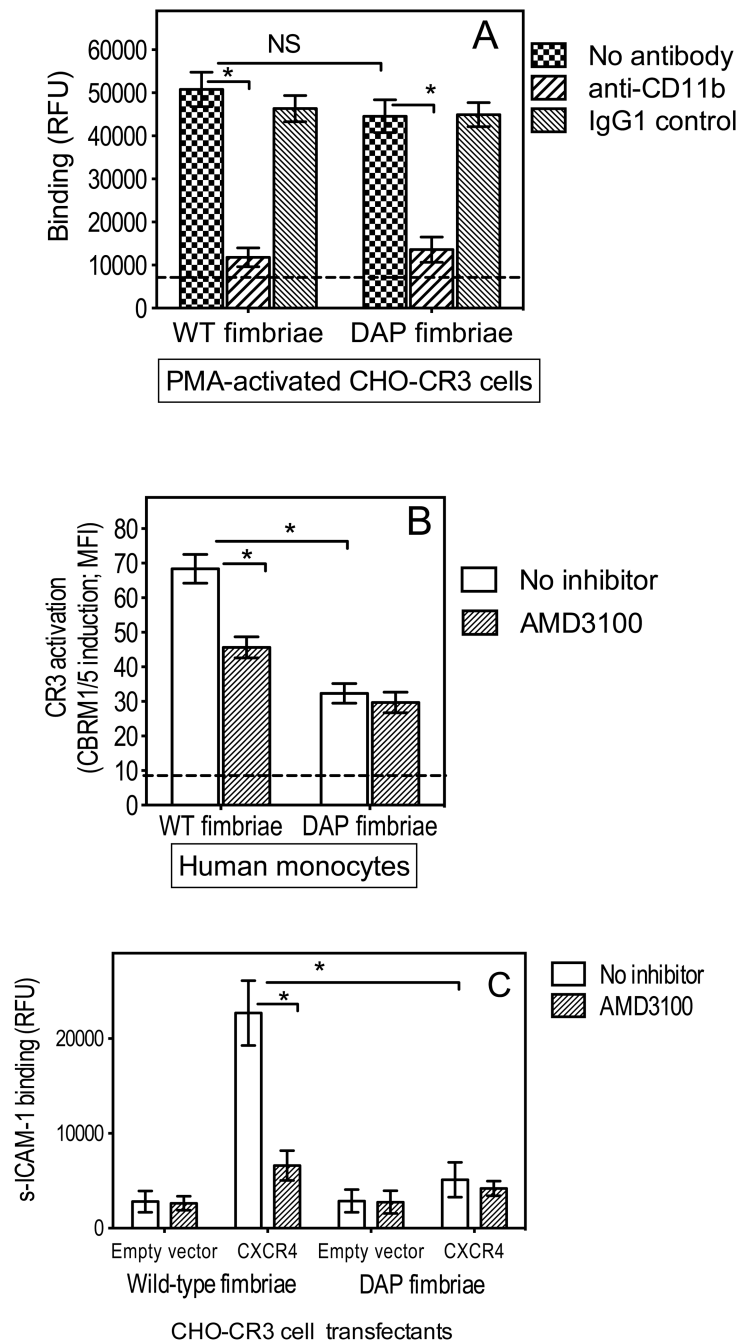 A
NS
*
*
60000
50000
40000
30000
20000
10000
0
Binding (RFU)
No antibody
anti-CD11b
IgG1 control
WT fimbriae DAP fimbriae
PMA-activated CHO-CR3 cells
B
*
*
80
70
60
50
40
30
20
10
0
CR3 activation
(CBRM1/5 induction; MFI)
No inhibitor
AMD3100
WT fimbriae DAP fimbriae
Human monocytes
C
*
*
20000
10000
0
s-ICAM-1 binding (RFU)
No inhibitor
AMD3100
Empty vector CXCR4 Empty vector CXCR4
Wild-type fimbriae DAP fimbriae
CHO-CR3 cell transfectants